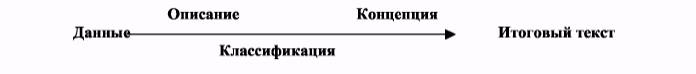 Описание Концепция
Данные Итоговый текст
Классификация